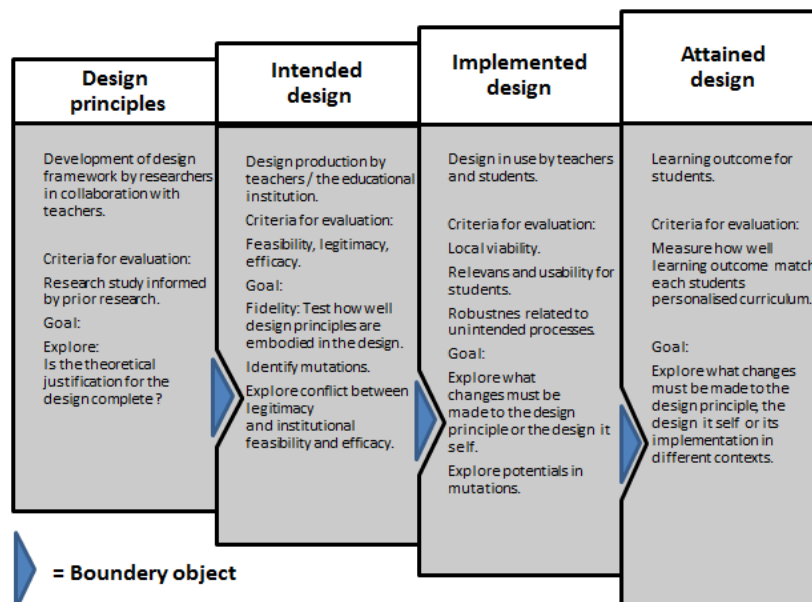 Design
principles
Development of design
framework by researchers
in collaboration with
teachers.
Criteria for evaluation:
Research study informed
by prior research.
Goal:
Explore:
Is the theoretical
justification for the
design complete?
Intended
design
Design production by
teachers / the educational
institution.
Criteria for evaluation:
Feasibility, legitimacy,
efficacy.
Goal:
Fidelity: Test how well
design principles are
embodied in the design.
Identify mutations.
Explore conflict between
legitimacy
and institutional
feasibility and efficacy.
Implemented
design
Design in use by teachers
and students.
Criteria for evaluation:
Local viability.
Relevans and usability for
students.
Robustnes related to
unintended processes.
Goal:
Explore what
changes must be
made to the design
principle or the design it
self.
Explore potentials in
mutations.
Attained
design
Learning outcome for
students.
Criteria for evaluation:
Measure how well
learning outcome match
each students
personalised curriculum.
Goal:
Explore what changes
must be made to the
design principle, the
design it self or its
implementation in
different contexts.
= Boundery object